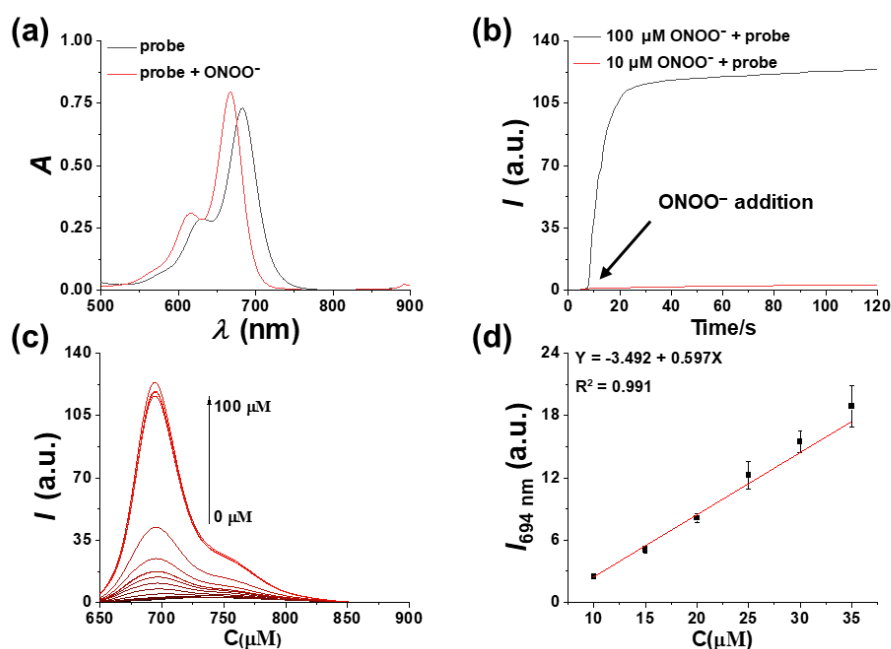 (a)
1.00
0.75
0.50
0.25
0.00
A
probe
probe + ONOO⁻
500 600 700 800 900
λ (nm)
(b)
140
105
70
35
0
I (a.u.)
100 μM ONOO⁻ + probe
10 μM ONOO⁻ + probe
ONOO⁻ addition
20 40 60 80 100 120
Time/s
(c)
140
105
70
35
0
I (a.u.)
100 μM
0 μM
650 700 750 800 850 900
C(μM)
(d)
24
18
12
6
0
I694 nm (a.u.)
Y = -3.492 + 0.597X
R² = 0.991
10 15 20 25 30 35
C(μM)